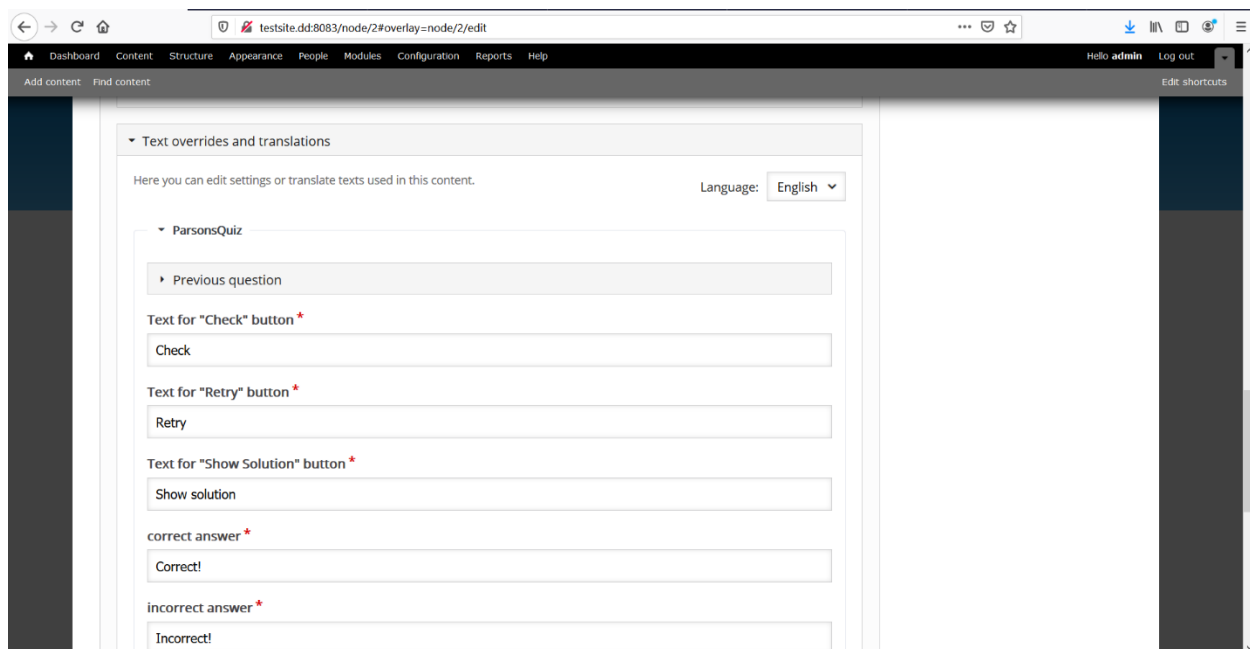 testsite.dd:8083/node/2#overlay=node/2/edit
Dashboard Content Structure Appearance People Modules Configuration Reports Help Hello admin Log out
Add content Find content Edit shortcuts
Text overrides and translations
Here you can edit settings or translate texts used in this content.
Language: English
ParsonsQuiz
Previous question
Text for "Check" button *
Check
Text for "Retry" button *
Retry
Text for "Show Solution" button *
Show solution
correct answer *
Correct!
incorrect answer *
Incorrect!